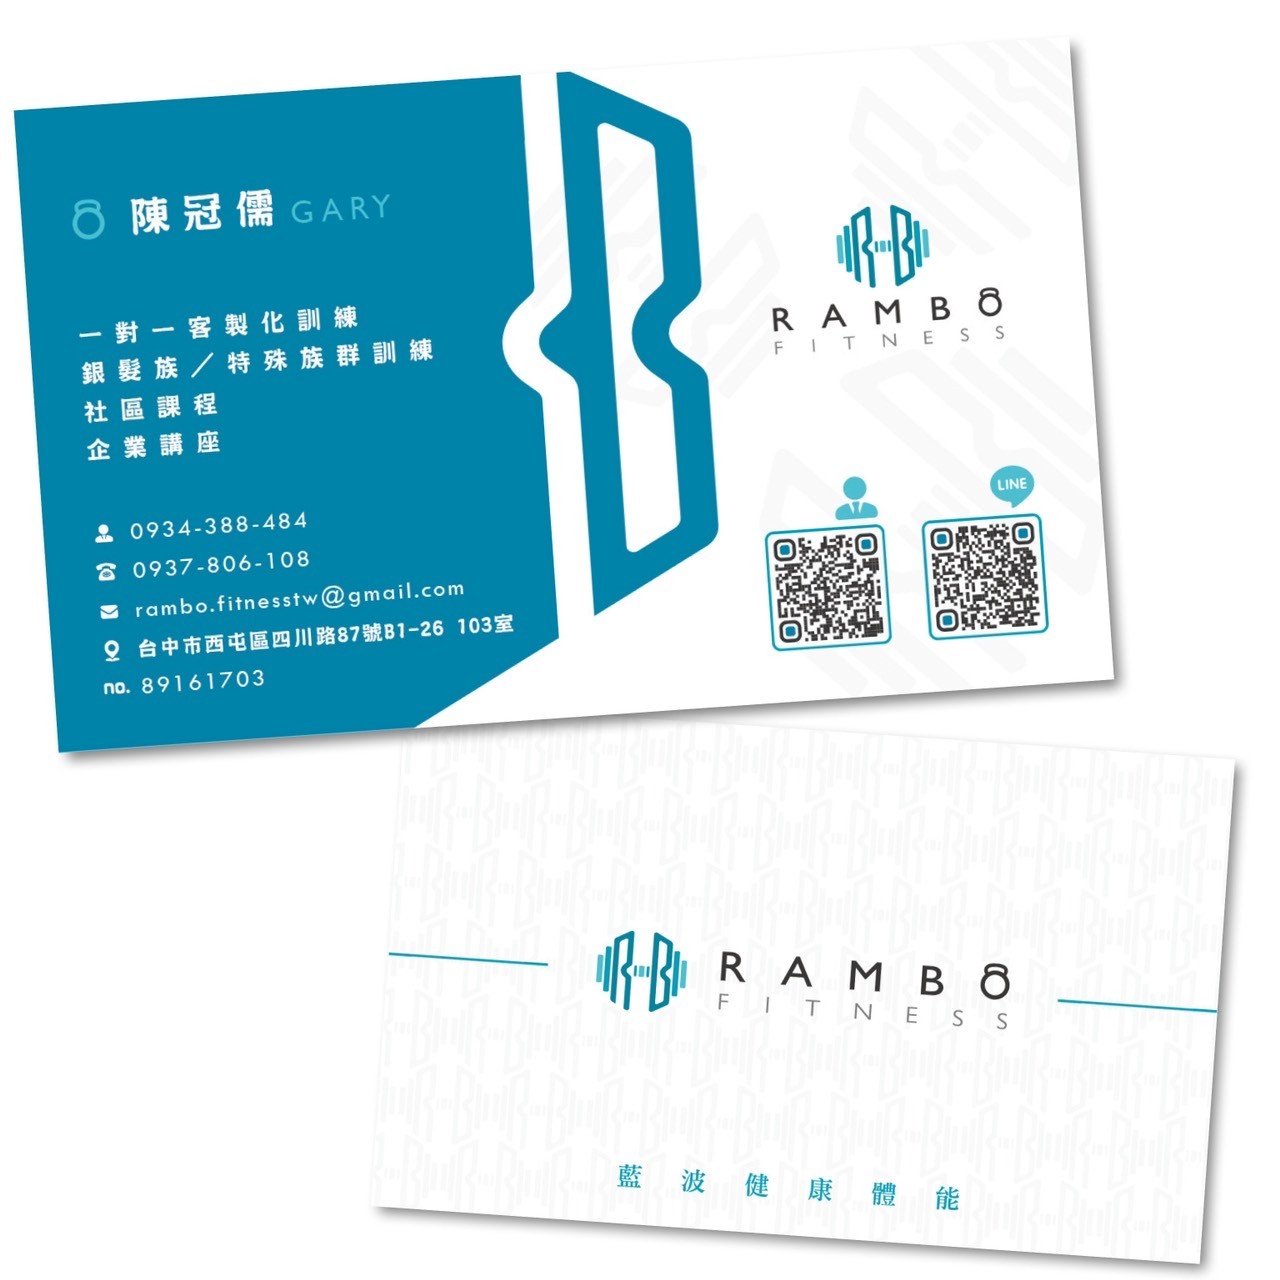 陳冠儒 GARY
一對一客製化訓練
銀髮族／特殊族群訓練
社區課程
企業講座
0934-388-484
0937-806-108
rambo.fitnesstw@gmail.com
台中市西屯區四川路87號B1-26 103室
no. 89161703
RAMBO
FITNESS
LINE
RAMBO
FITNESS
藍波健康體能